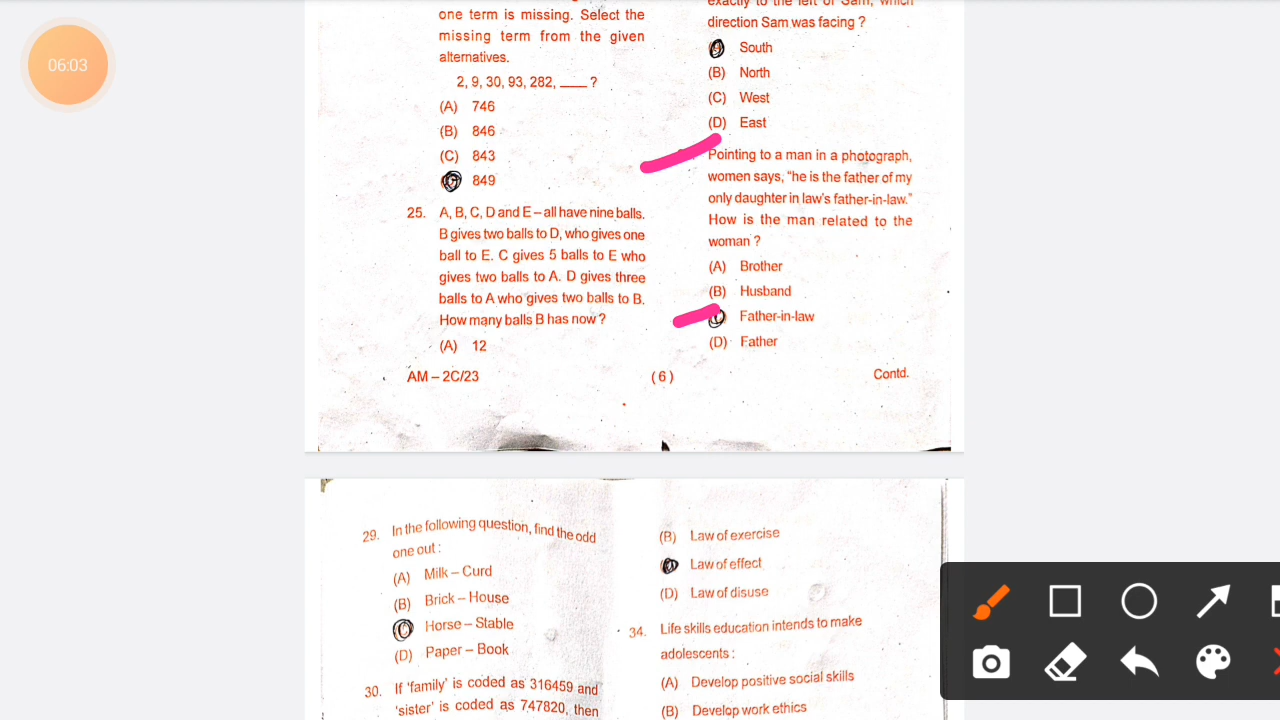 06:03
one term is missing. Select the
missing term from the given
alternatives.
2, 9, 30, 93, 282, ____ ?
(A) 746
(B) 846
(C) 843
849
25. A, B, C, D and E – all have nine balls.
B gives two balls to D, who gives one
ball to E. C gives 5 balls to E who
gives two balls to A. D gives three
balls to A who gives two balls to B.
How many balls B has now ?
(A) 12
AM – 2C/23
(6)
exactly to the left of Sam, which
direction Sam was facing ?
South
(B) North
(C) West
(D) East
Pointing to a man in a photograph,
women says, "he is the father of my
only daughter in law's father-in-law."
How is the man related to the
woman ?
(A) Brother
(B) Husband
Father-in-law
(D) Father
Contd.
29. In the following question, find the odd
one out :
(A) Milk – Curd
(B) Brick – House
Horse – Stable
(D) Paper – Book
30. If 'family' is coded as 316459 and
'sister' is coded as 747820, then
(B) Law of exercise
Law of effect
(D) Law of disuse
34. Life skills education intends to make
adolescents :
(A) Develop positive social skills
(B) Develop work ethics